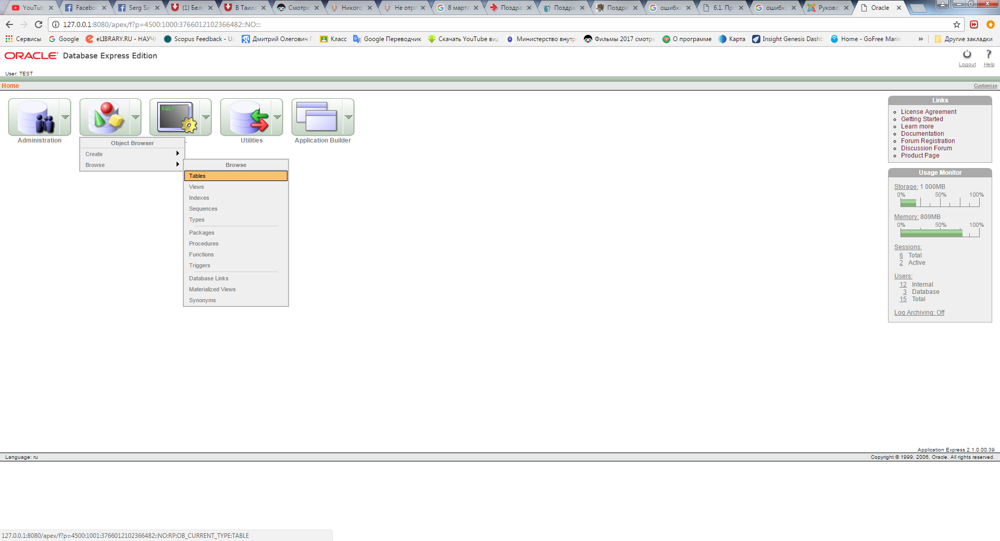 YouTub
Facebo
Serg Sa
(1) Бело
В Таила
Смотре
Никого
Не отре
8 марта
Поздра
Поздра
Поздра
ошибки
6.1. Пр
ошибки
Руково
Oracle
127.0.0.1:8080/apex/f?p=4500:1000:3766012102366482::NO:::
Сервисы
Google
eLIBRARY.RU - НАУЧН
Scopus Feedback - Us
Дмитрий Олегович Г
Класс
Google Переводчик
Скачать YouTube вид
Министерство внутр
Фильмы 2017 смотре
О программе
Карта
Insight Genesis Dashb
Home - GoFree Marin
»
Другие закладки
ORACLE Database Express Edition
Logout
Help
User: TEST
Home
Customize
SQL>
Administration
Utilities
Application Builder
Object Browser
Create
Browse
Browse
Tables
Views
Indexes
Sequences
Types
Packages
Procedures
Functions
Triggers
Database Links
Materialized Views
Synonyms
Links
License Agreement
Getting Started
Learn more
Documentation
Forum Registration
Discussion Forum
Product Page
Usage Monitor
Storage: 1 000MB
0% 50% 100%
Memory: 809MB
0% 50% 100%
Sessions:
6 Total
2 Active
Users:
12 Internal
3 Database
15 Total
Log Archiving: Off
Application Express 2.1.0.00.39
Language: ru
Copyright © 1999, 2006, Oracle. All rights reserved.
127.0.0.1:8080/apex/f?p=4500:1001:3766012102366482::NO:RP:OB_CURRENT_TYPE:TABLE